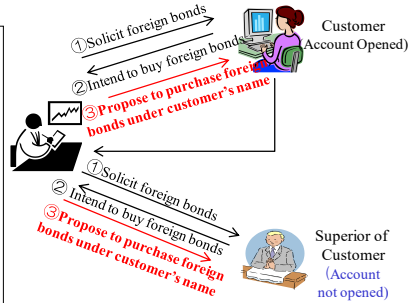 ①Solicit foreign bonds
②Intend to buy foreign bonds
③Propose to purchase foreign
bonds under customer's name
Customer
Account Opened)
①Solicit foreign bonds
② Intend to buy foreign bonds
③Propose to purchase foreign
bonds under customer's name
Superior of
Customer
(Account
not opened)